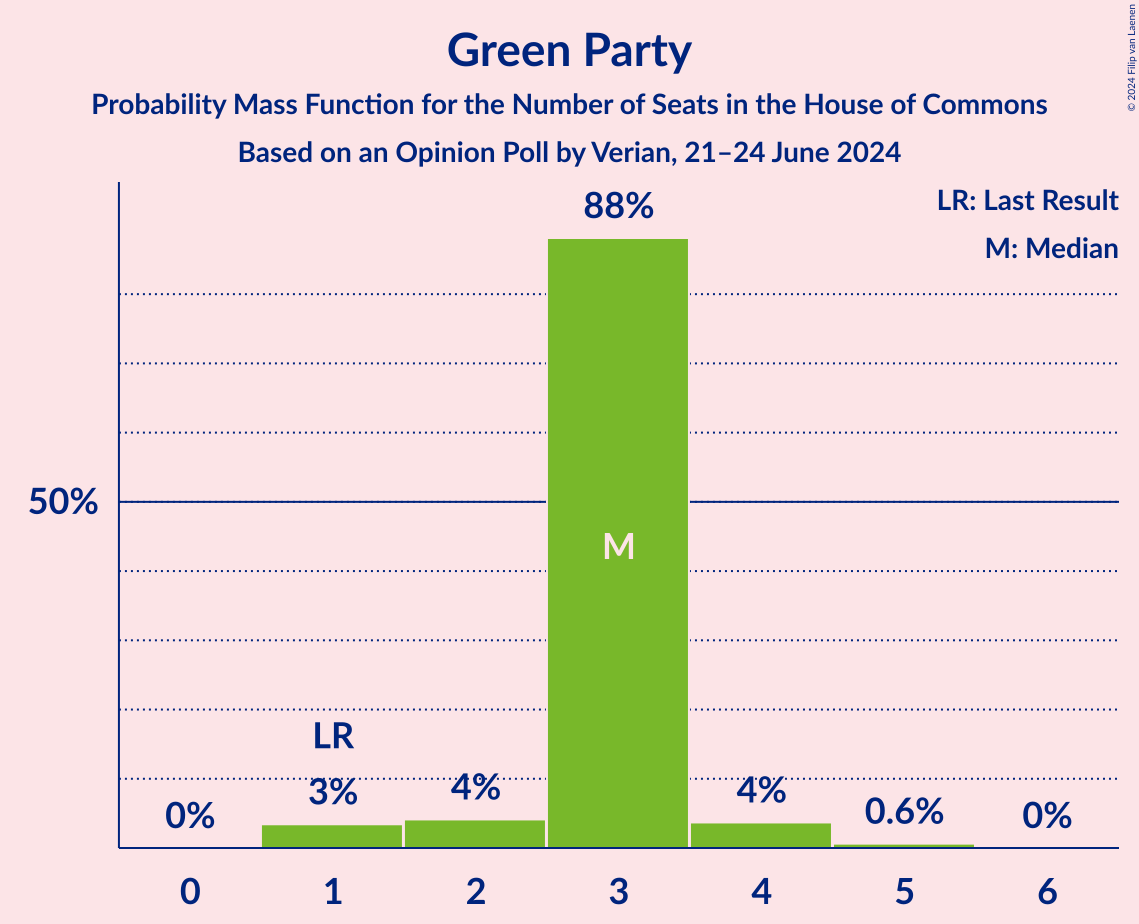 Green Party
Probability Mass Function for the Number of Seats in the House of Commons
Based on an Opinion Poll by Verian, 21–24 June 2024
© 2024 Filip van Laenen
LR: Last Result
M: Median
88%
50%
M
LR
0%
3%
4%
4%
0.6%
0%
0 1 2 3 4 5 6